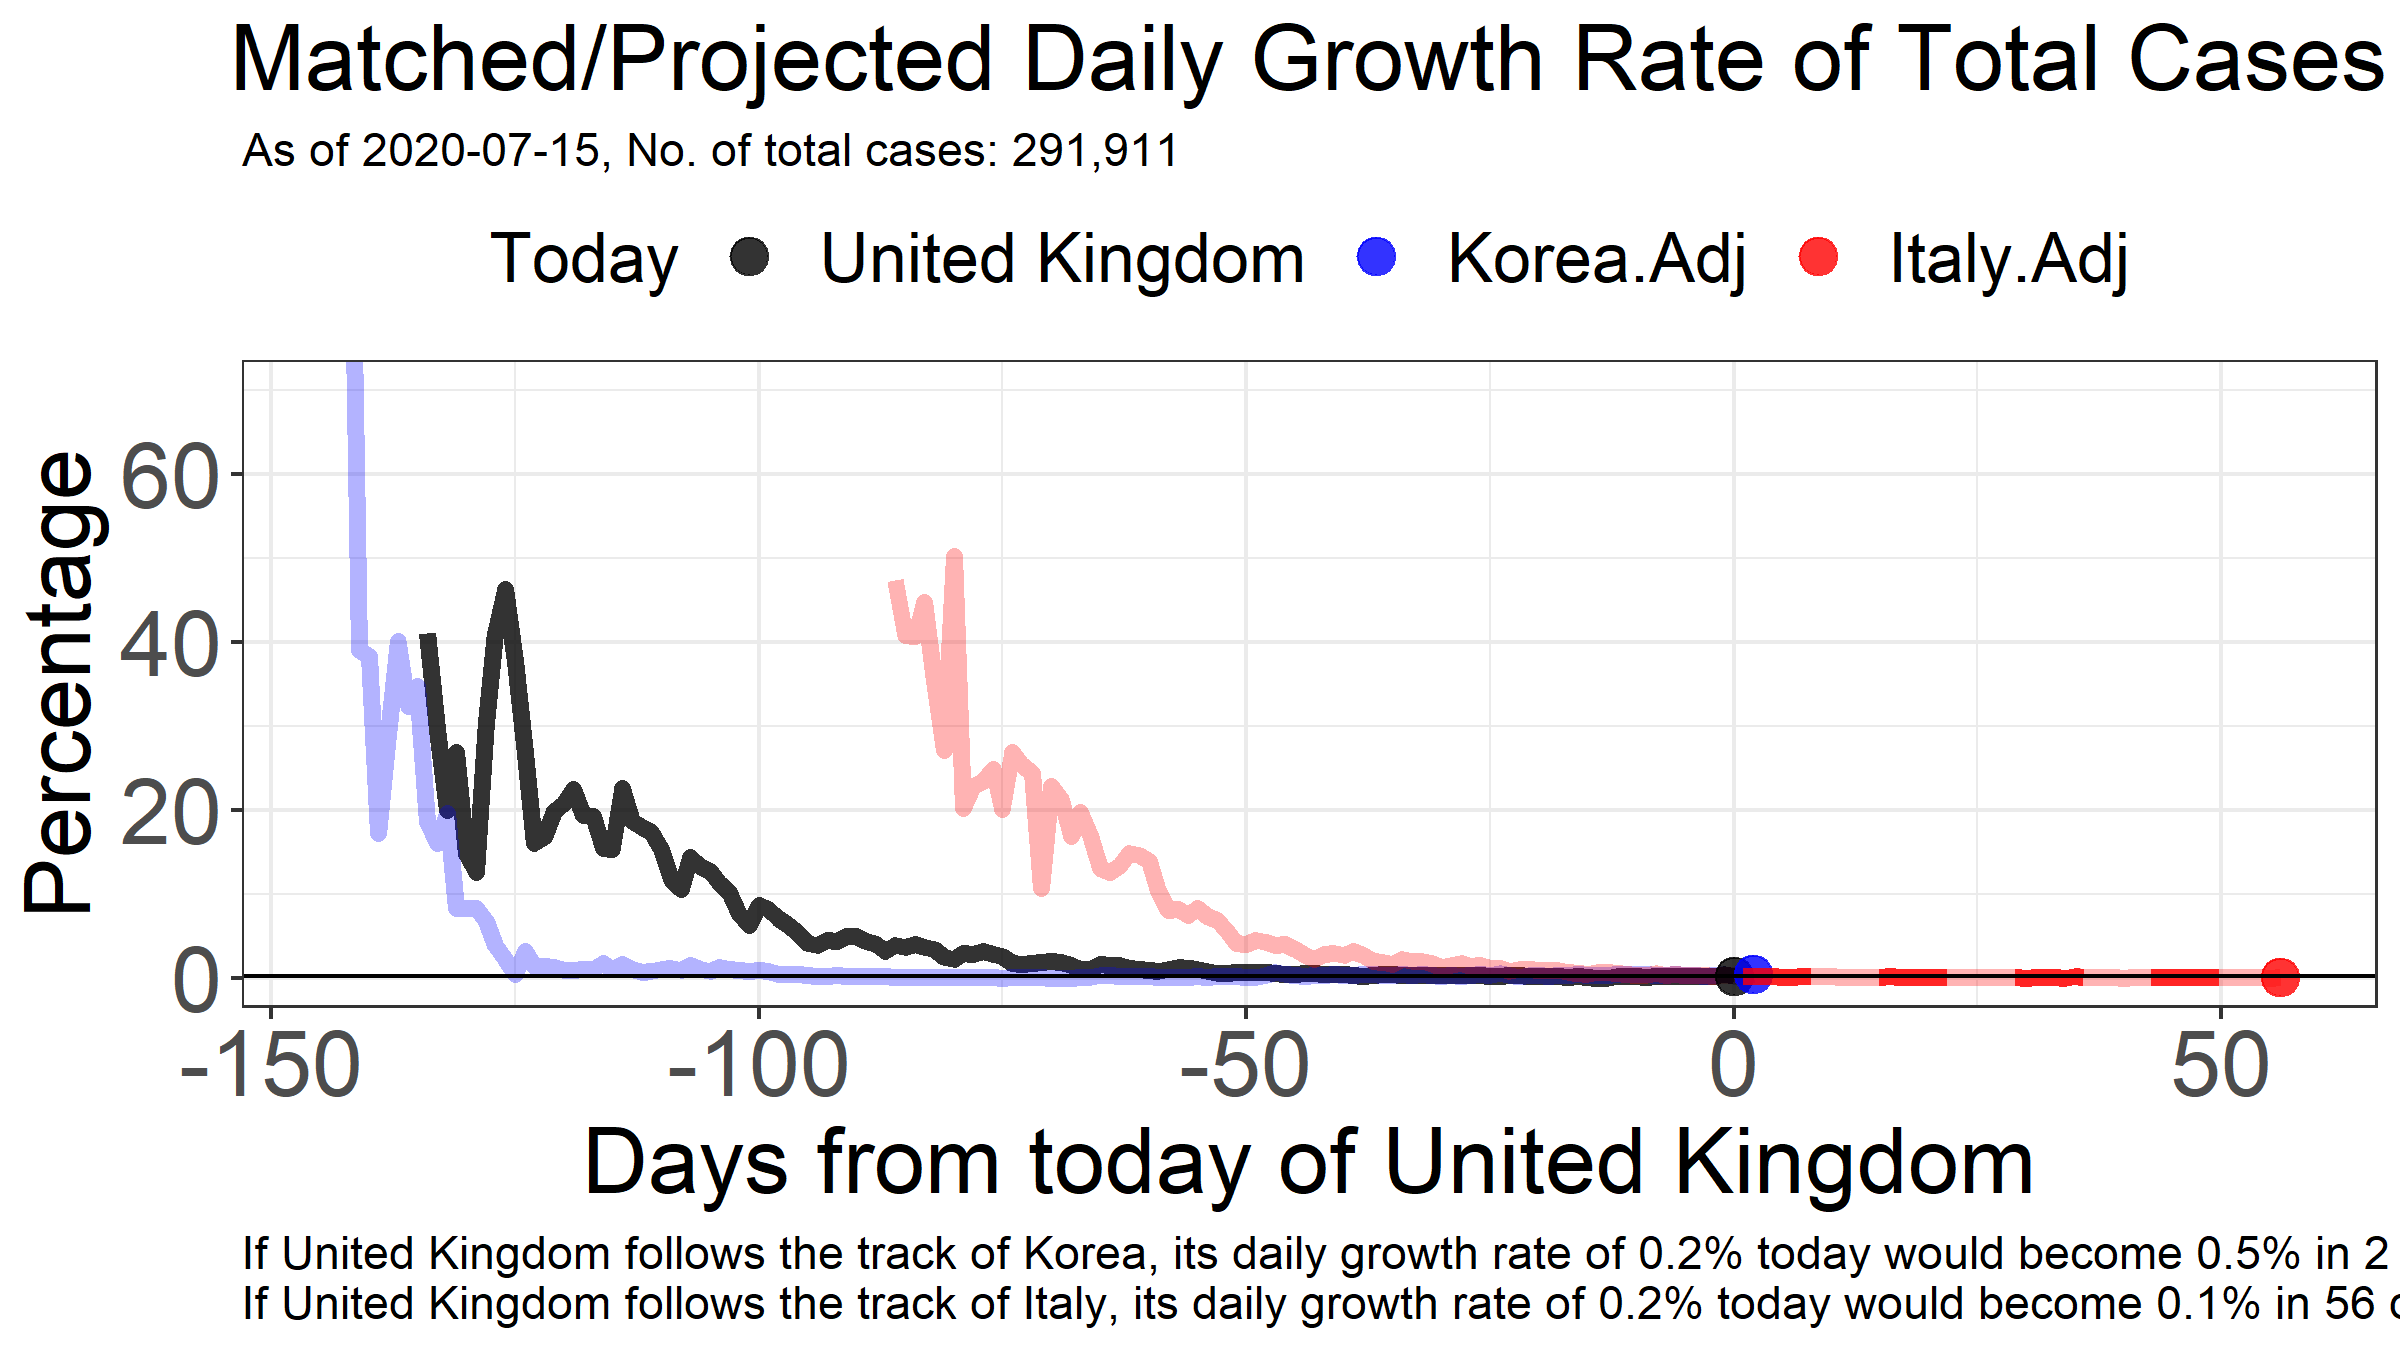 Matched/Projected Daily Growth Rate of Total Cases
As of 2020-07-15, No. of total cases: 291,911
Today United Kingdom Korea.Adj Italy.Adj
Percentage
60
40
20
0
-150 -100 -50 0 50
Days from today of United Kingdom
If United Kingdom follows the track of Korea, its daily growth rate of 0.2% today would become 0.5% in 2
If United Kingdom follows the track of Italy, its daily growth rate of 0.2% today would become 0.1% in 56